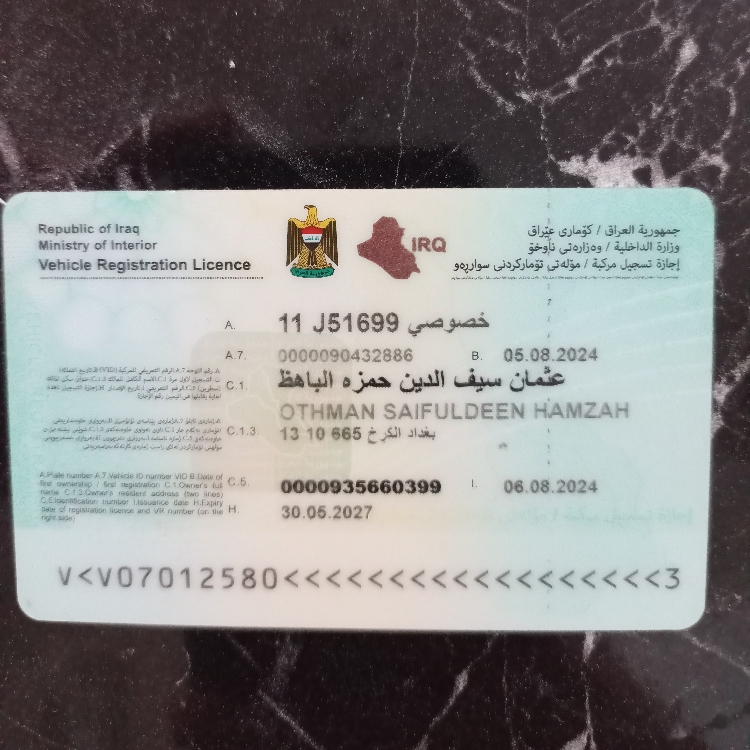 Republic of Iraq
Ministry of Interior
Vehicle Registration Licence
IRQ
جمهورية العراق / كۆماری عێراق
وزارة الداخلية / وەزارەتی ناوخۆ
إجازة تسجيل مركبة / مۆڵەتی تۆمارکردنی سوارڕەو
A. 11 J51699 خصوصي
A.7. 0000090432886 B. 05.08.2024
C.1. عثمان سيف الدين حمزه الباهظ
OTHMAN SAIFULDEEN HAMZAH
C.1.3 بغداد الكرخ 665 10 13
A.Plate number A.7.Vehicle ID number VID B.Date of
first ownership / first registration C.1.Owner's full
name C.1.3.Owner's resident address (two lines)
C.5.Identification number I.Issuance date H.Expiry
date of registration licence and VR number (on the
right side)
C.5. 0000935660399 I. 06.08.2024
H. 30.05.2027
V<V07012580<<<<<<<<<<<<<<<<<<<3